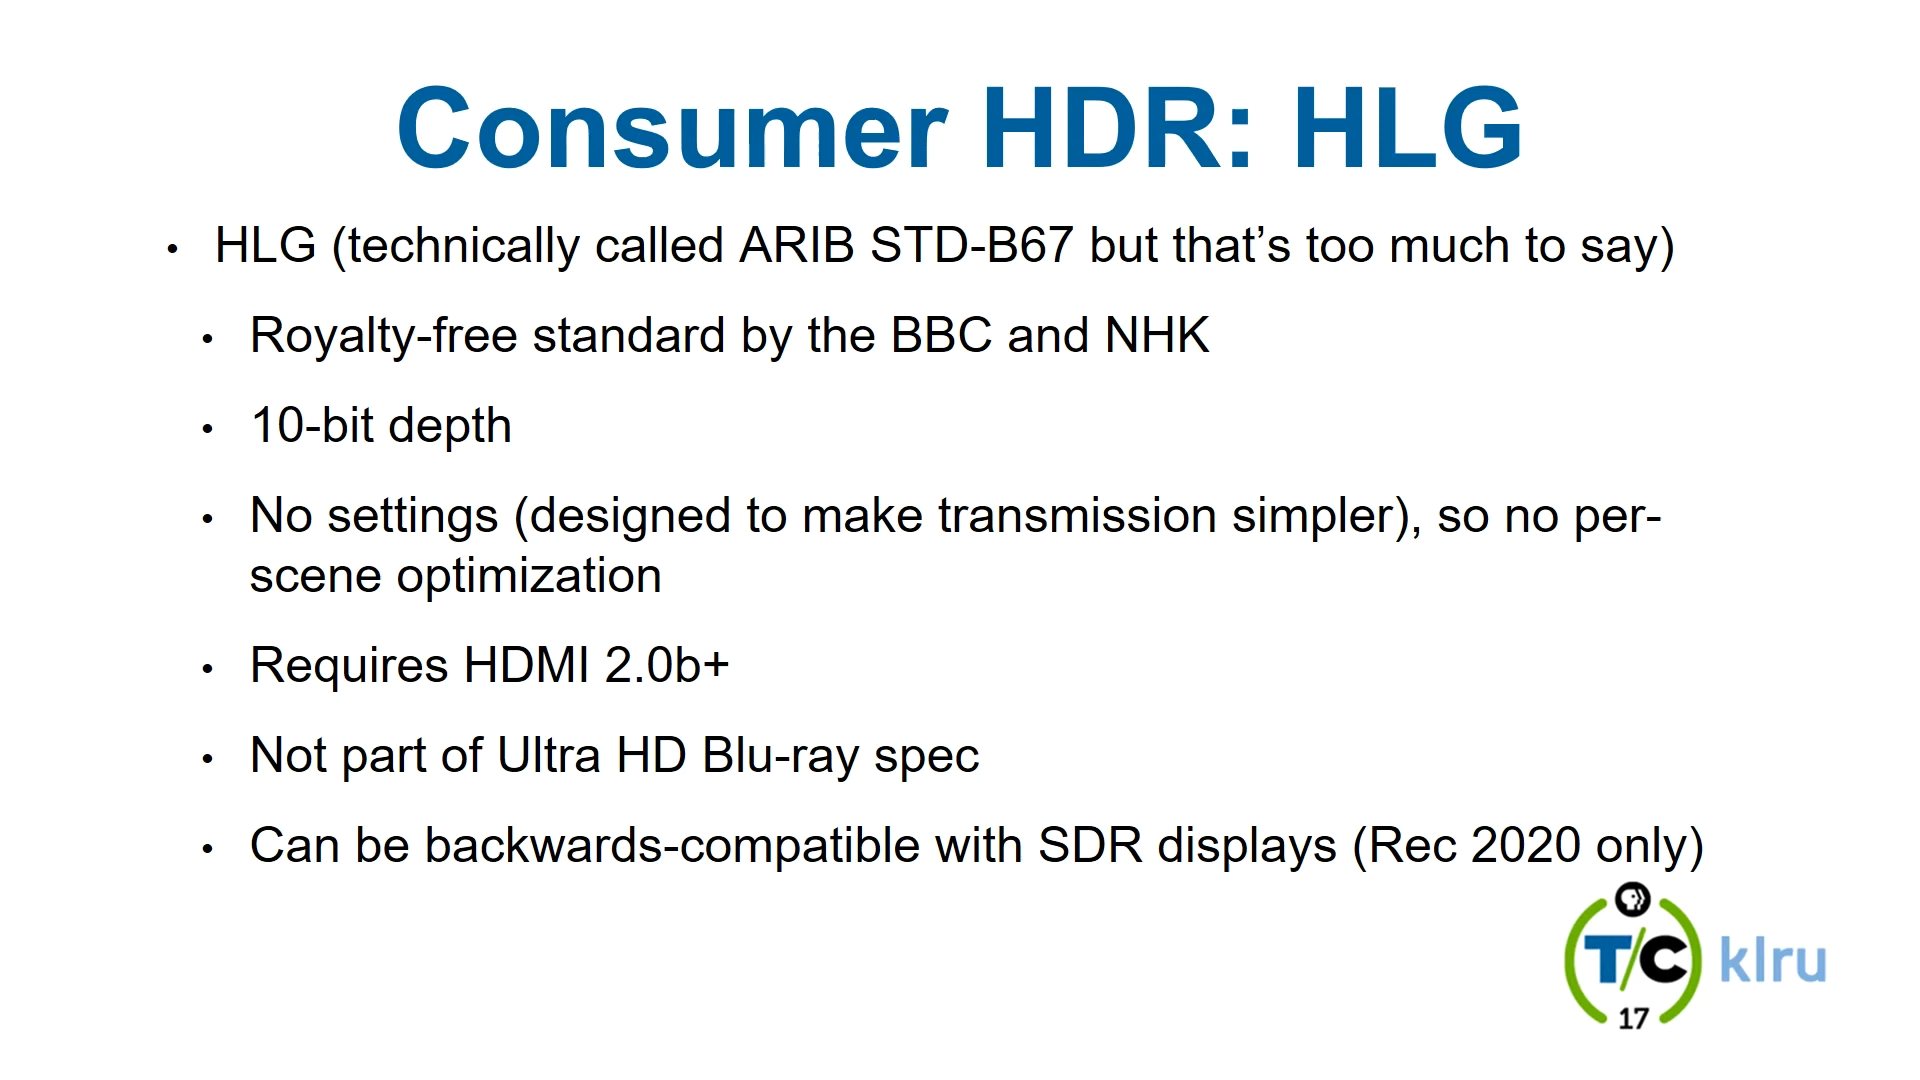 Consumer HDR: HLG
• HLG (technically called ARIB STD-B67 but that’s too much to say)
• Royalty-free standard by the BBC and NHK
• 10-bit depth
• No settings (designed to make transmission simpler), so no per-
scene optimization
• Requires HDMI 2.0b+
• Not part of Ultra HD Blu-ray spec
• Can be backwards-compatible with SDR displays (Rec 2020 only)
T/C klru
17